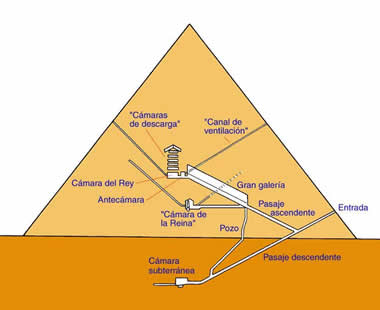 "Cámaras
de descarga"
"Canal de
ventilación"
Cámara del Rey
Antecámara
Gran galería
Pasaje
ascendente
Entrada
"Cámara de
la Reina"
Pozo
Pasaje descendente
Cámara
subterránea